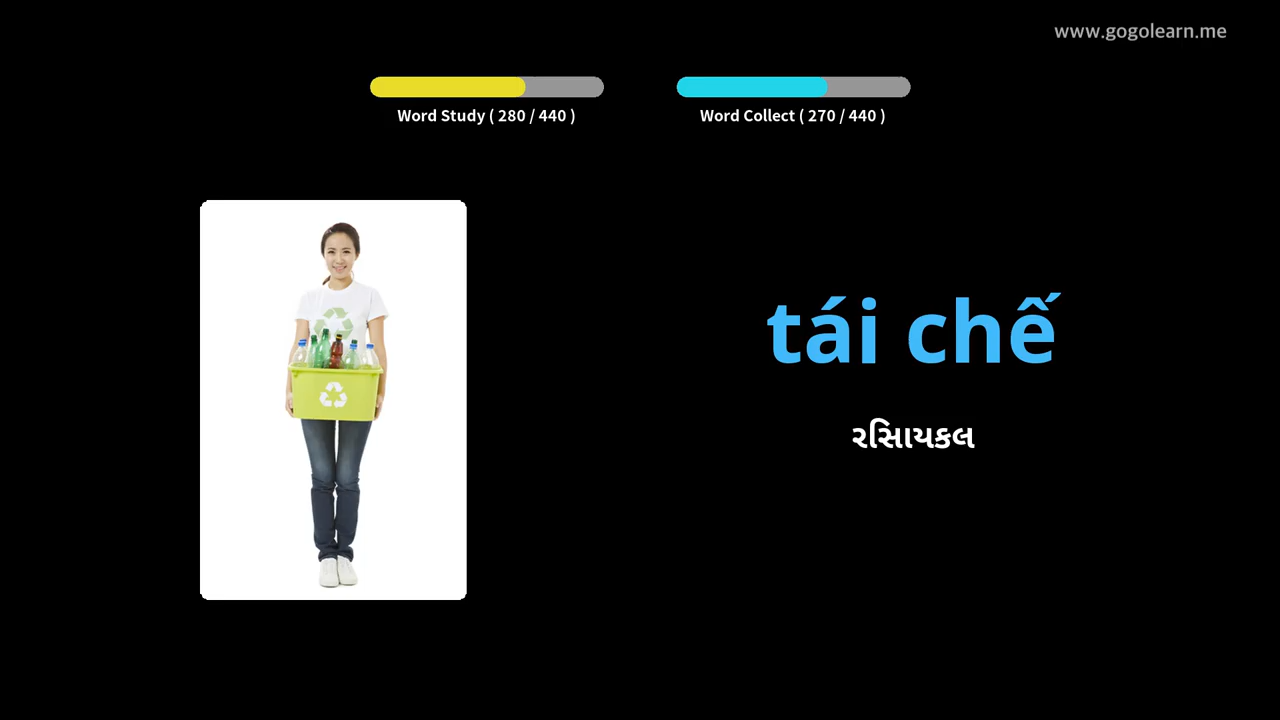 www.gogolearn.me
Word Study ( 280 / 440 )
Word Collect ( 270 / 440 )
tái chế
રિસાયકલ